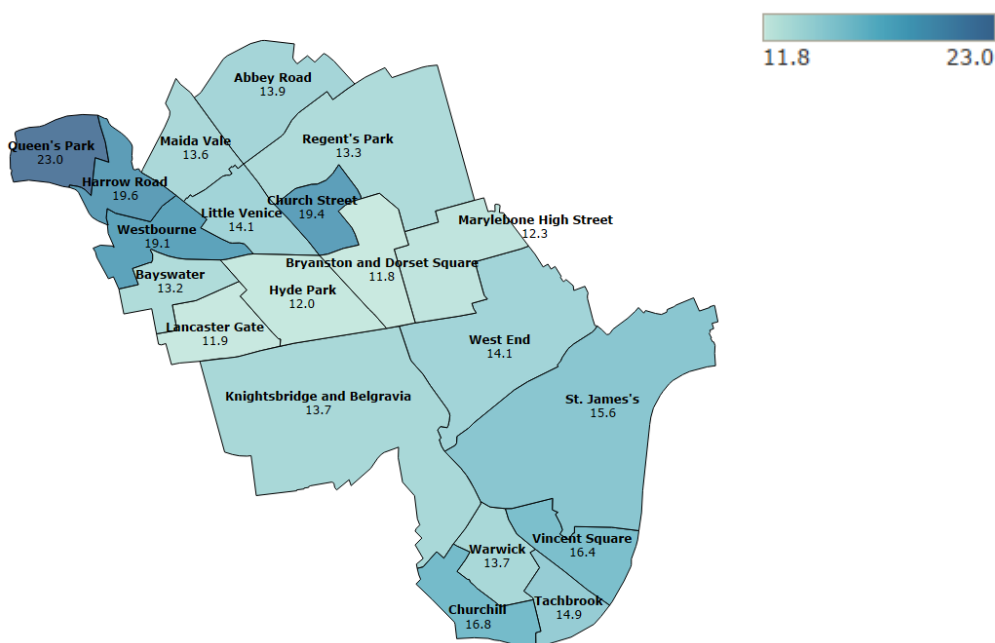 11.8
23.0
Abbey Road
13.9
Queen's Park
23.0
Maida Vale
13.6
Regent's Park
13.3
Harrow Road
19.6
Church Street
19.4
Little Venice
14.1
Marylebone High Street
12.3
Westbourne
19.1
Bryanston and Dorset Square
11.8
Bayswater
13.2
Hyde Park
12.0
Lancaster Gate
11.9
West End
14.1
Knightsbridge and Belgravia
13.7
St. James's
15.6
Vincent Square
16.4
Warwick
13.7
Tachbrook
14.9
Churchill
16.8